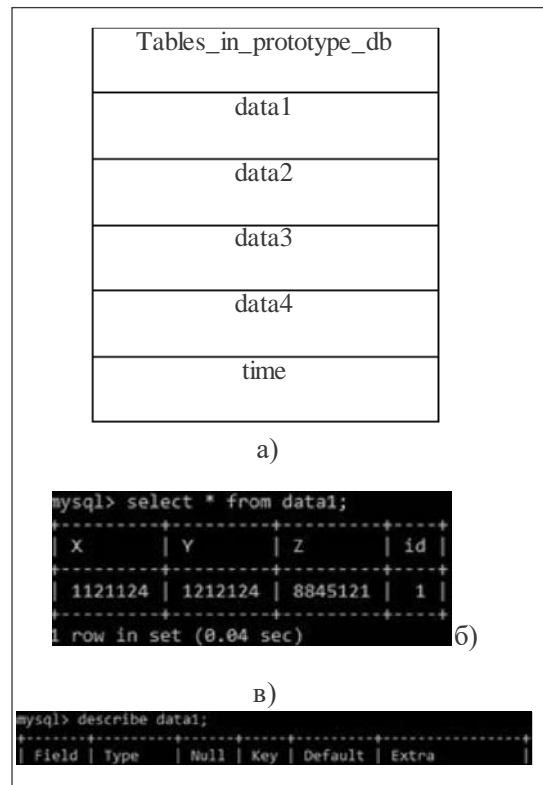 Tables_in_prototype_db
data1
data2
data3
data4
time
а)
mysql> select * from data1;
+---------+---------+---------+----+
| X | Y | Z | id |
+---------+---------+---------+----+
| 1121124 | 1212124 | 8845121 | 1 |
+---------+---------+---------+----+
1 row in set (0.04 sec)
б)
в)
mysql> describe data1;
| Field | Type | Null | Key | Default | Extra |